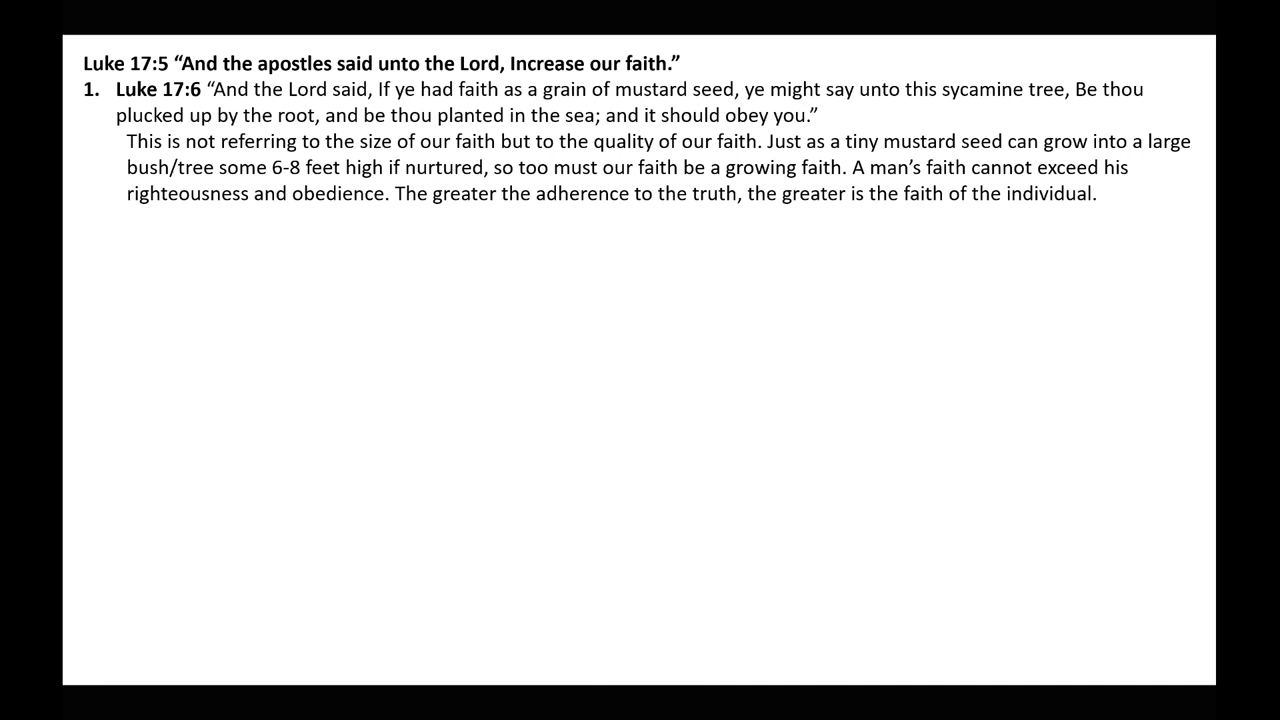 Luke 17:5 “And the apostles said unto the Lord, Increase our faith.”
1. Luke 17:6 “And the Lord said, If ye had faith as a grain of mustard seed, ye might say unto this sycamine tree, Be thou
plucked up by the root, and be thou planted in the sea; and it should obey you.”
This is not referring to the size of our faith but to the quality of our faith. Just as a tiny mustard seed can grow into a large
bush/tree some 6-8 feet high if nurtured, so too must our faith be a growing faith. A man’s faith cannot exceed his
righteousness and obedience. The greater the adherence to the truth, the greater is the faith of the individual.